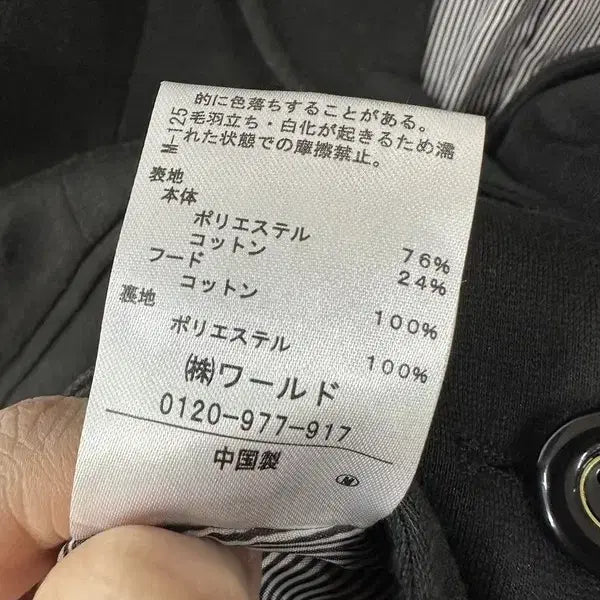 M-125
的に色落ちすることがある。
毛羽立ち・白化が起きるため濡
れた状態での摩擦禁止。
表地
本体
ポリエステル 76%
コットン 24%
フード
コットン 100%
裏地
ポリエステル 100%
㈱ワールド
0120-977-917
中国製
M